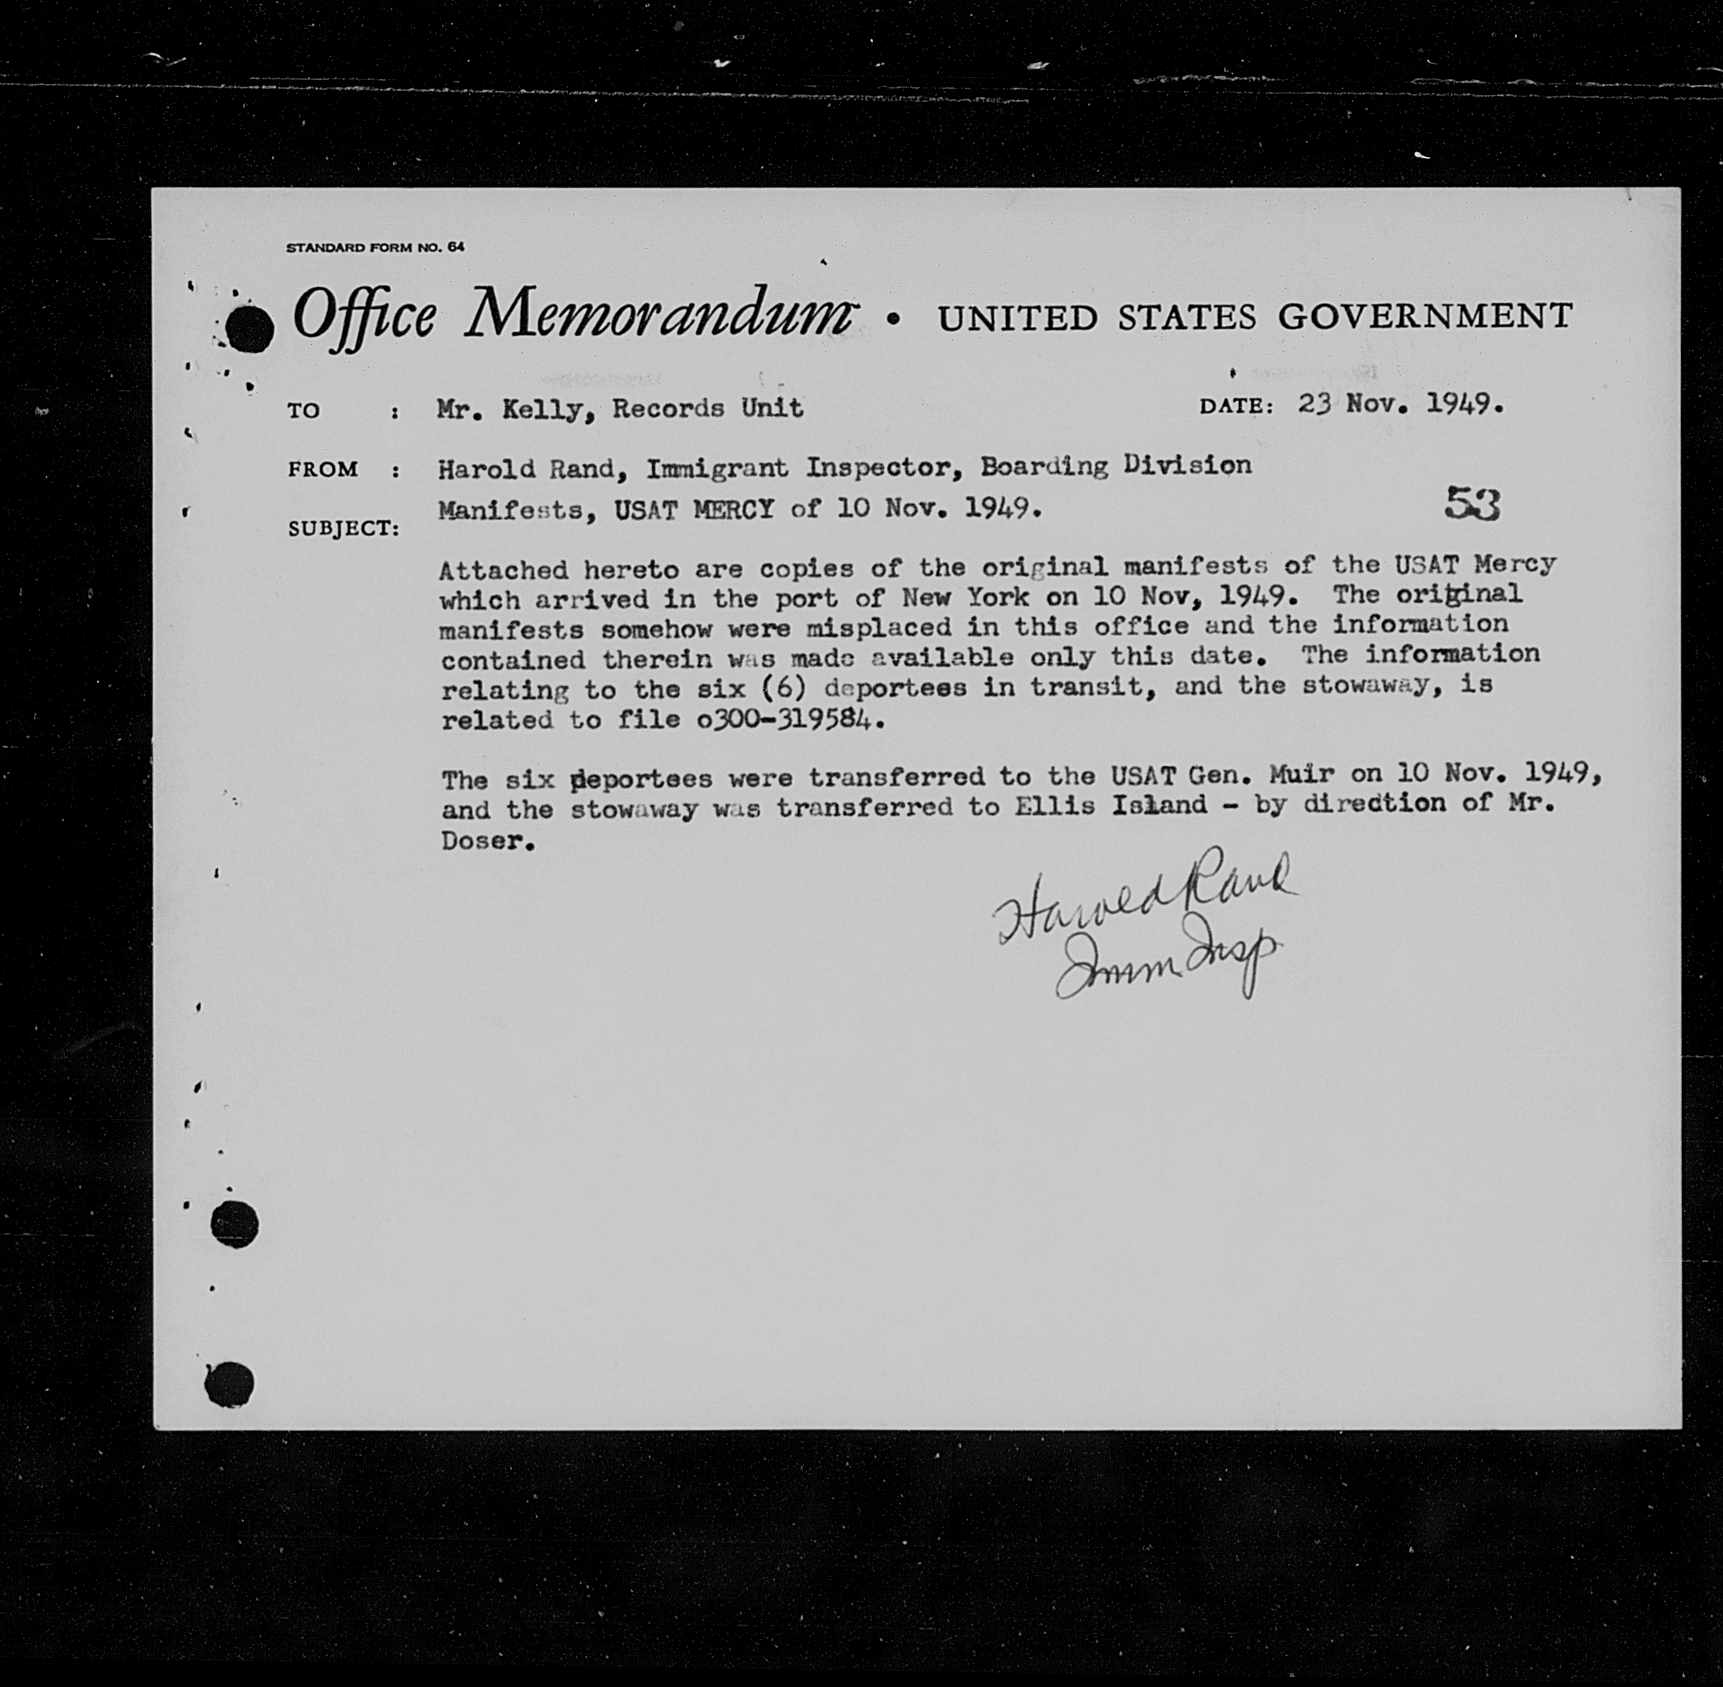 STANDARD FORM NO. 64
Office Memorandum • UNITED STATES GOVERNMENT
TO : Mr. Kelly, Records Unit DATE: 23 Nov. 1949.
FROM : Harold Rand, Immigrant Inspector, Boarding Division
SUBJECT: Manifests, USAT MERCY of 10 Nov. 1949.
53
Attached hereto are copies of the original manifests of the USAT Mercy
which arrived in the port of New York on 10 Nov, 1949. The original
manifests somehow were misplaced in this office and the information
contained therein was made available only this date. The information
relating to the six (6) deportees in transit, and the stowaway, is
related to file o300-319584.
The six deportees were transferred to the USAT Gen. Muir on 10 Nov. 1949,
and the stowaway was transferred to Ellis Island - by direction of Mr.
Doser.
Harold Rand
Imm Insp